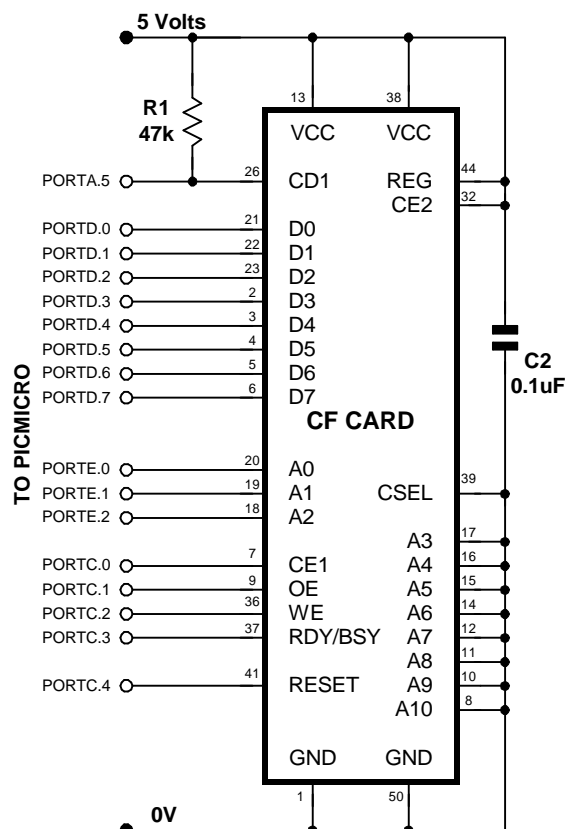 5 Volts
R1
47k
13
38
VCC
VCC
PORTA.5
26
CD1
REG
44
CE2
32
PORTD.0
21
D0
PORTD.1
22
D1
PORTD.2
23
D2
PORTD.3
2
D3
PORTD.4
3
D4
PORTD.5
4
D5
PORTD.6
5
D6
PORTD.7
6
D7
C2
0.1uF
CF CARD
TO PICMICRO
PORTE.0
20
A0
PORTE.1
19
A1
CSEL
39
PORTE.2
18
A2
A3
17
PORTC.0
7
CE1
A4
16
PORTC.1
9
OE
A5
15
PORTC.2
36
WE
A6
14
PORTC.3
37
RDY/BSY
A7
12
A8
11
PORTC.4
41
RESET
A9
10
A10
8
GND
GND
1
50
0V